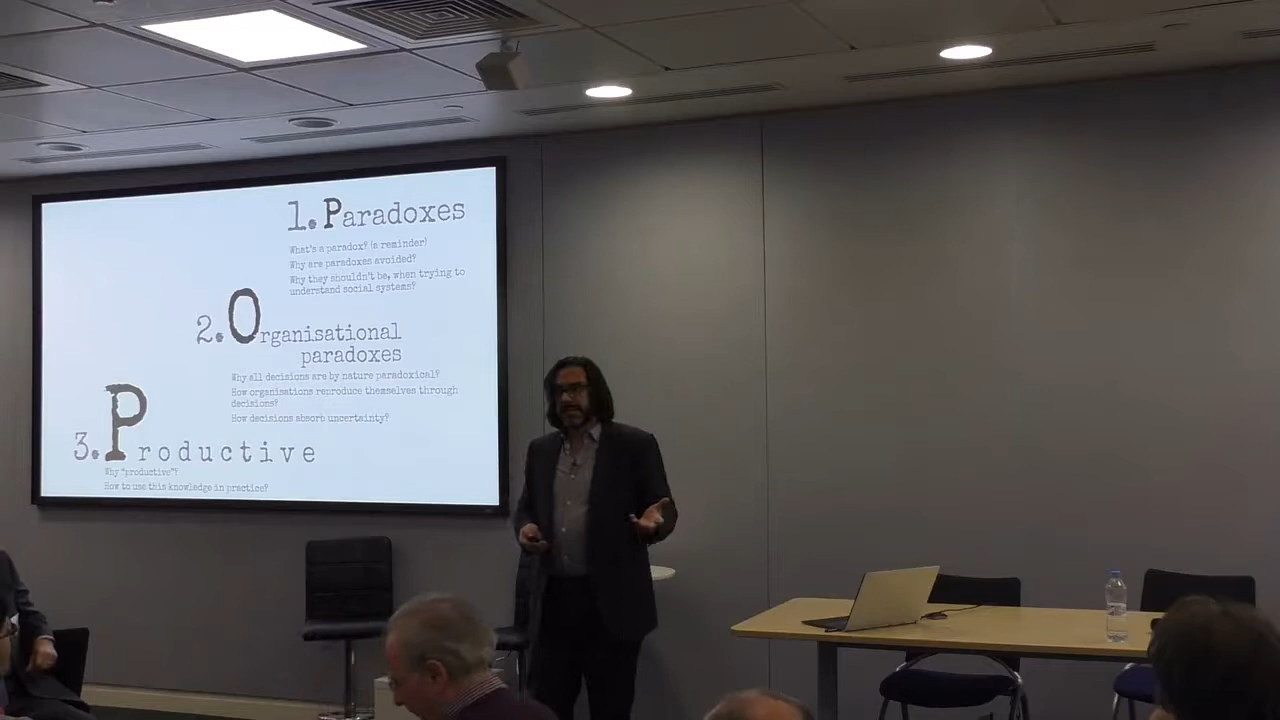 1. Paradoxes
What's a paradox? (a reminder)
Why are paradoxes avoided?
Why they shouldn't be, when trying to
understand social systems?
2. Organisational
paradoxes
Why all decisions are by nature paradoxical?
How organisations reproduce themselves through
decisions?
How decisions absorb uncertainty?
3. Productive
Why "productive"?
How to use this knowledge in practice?